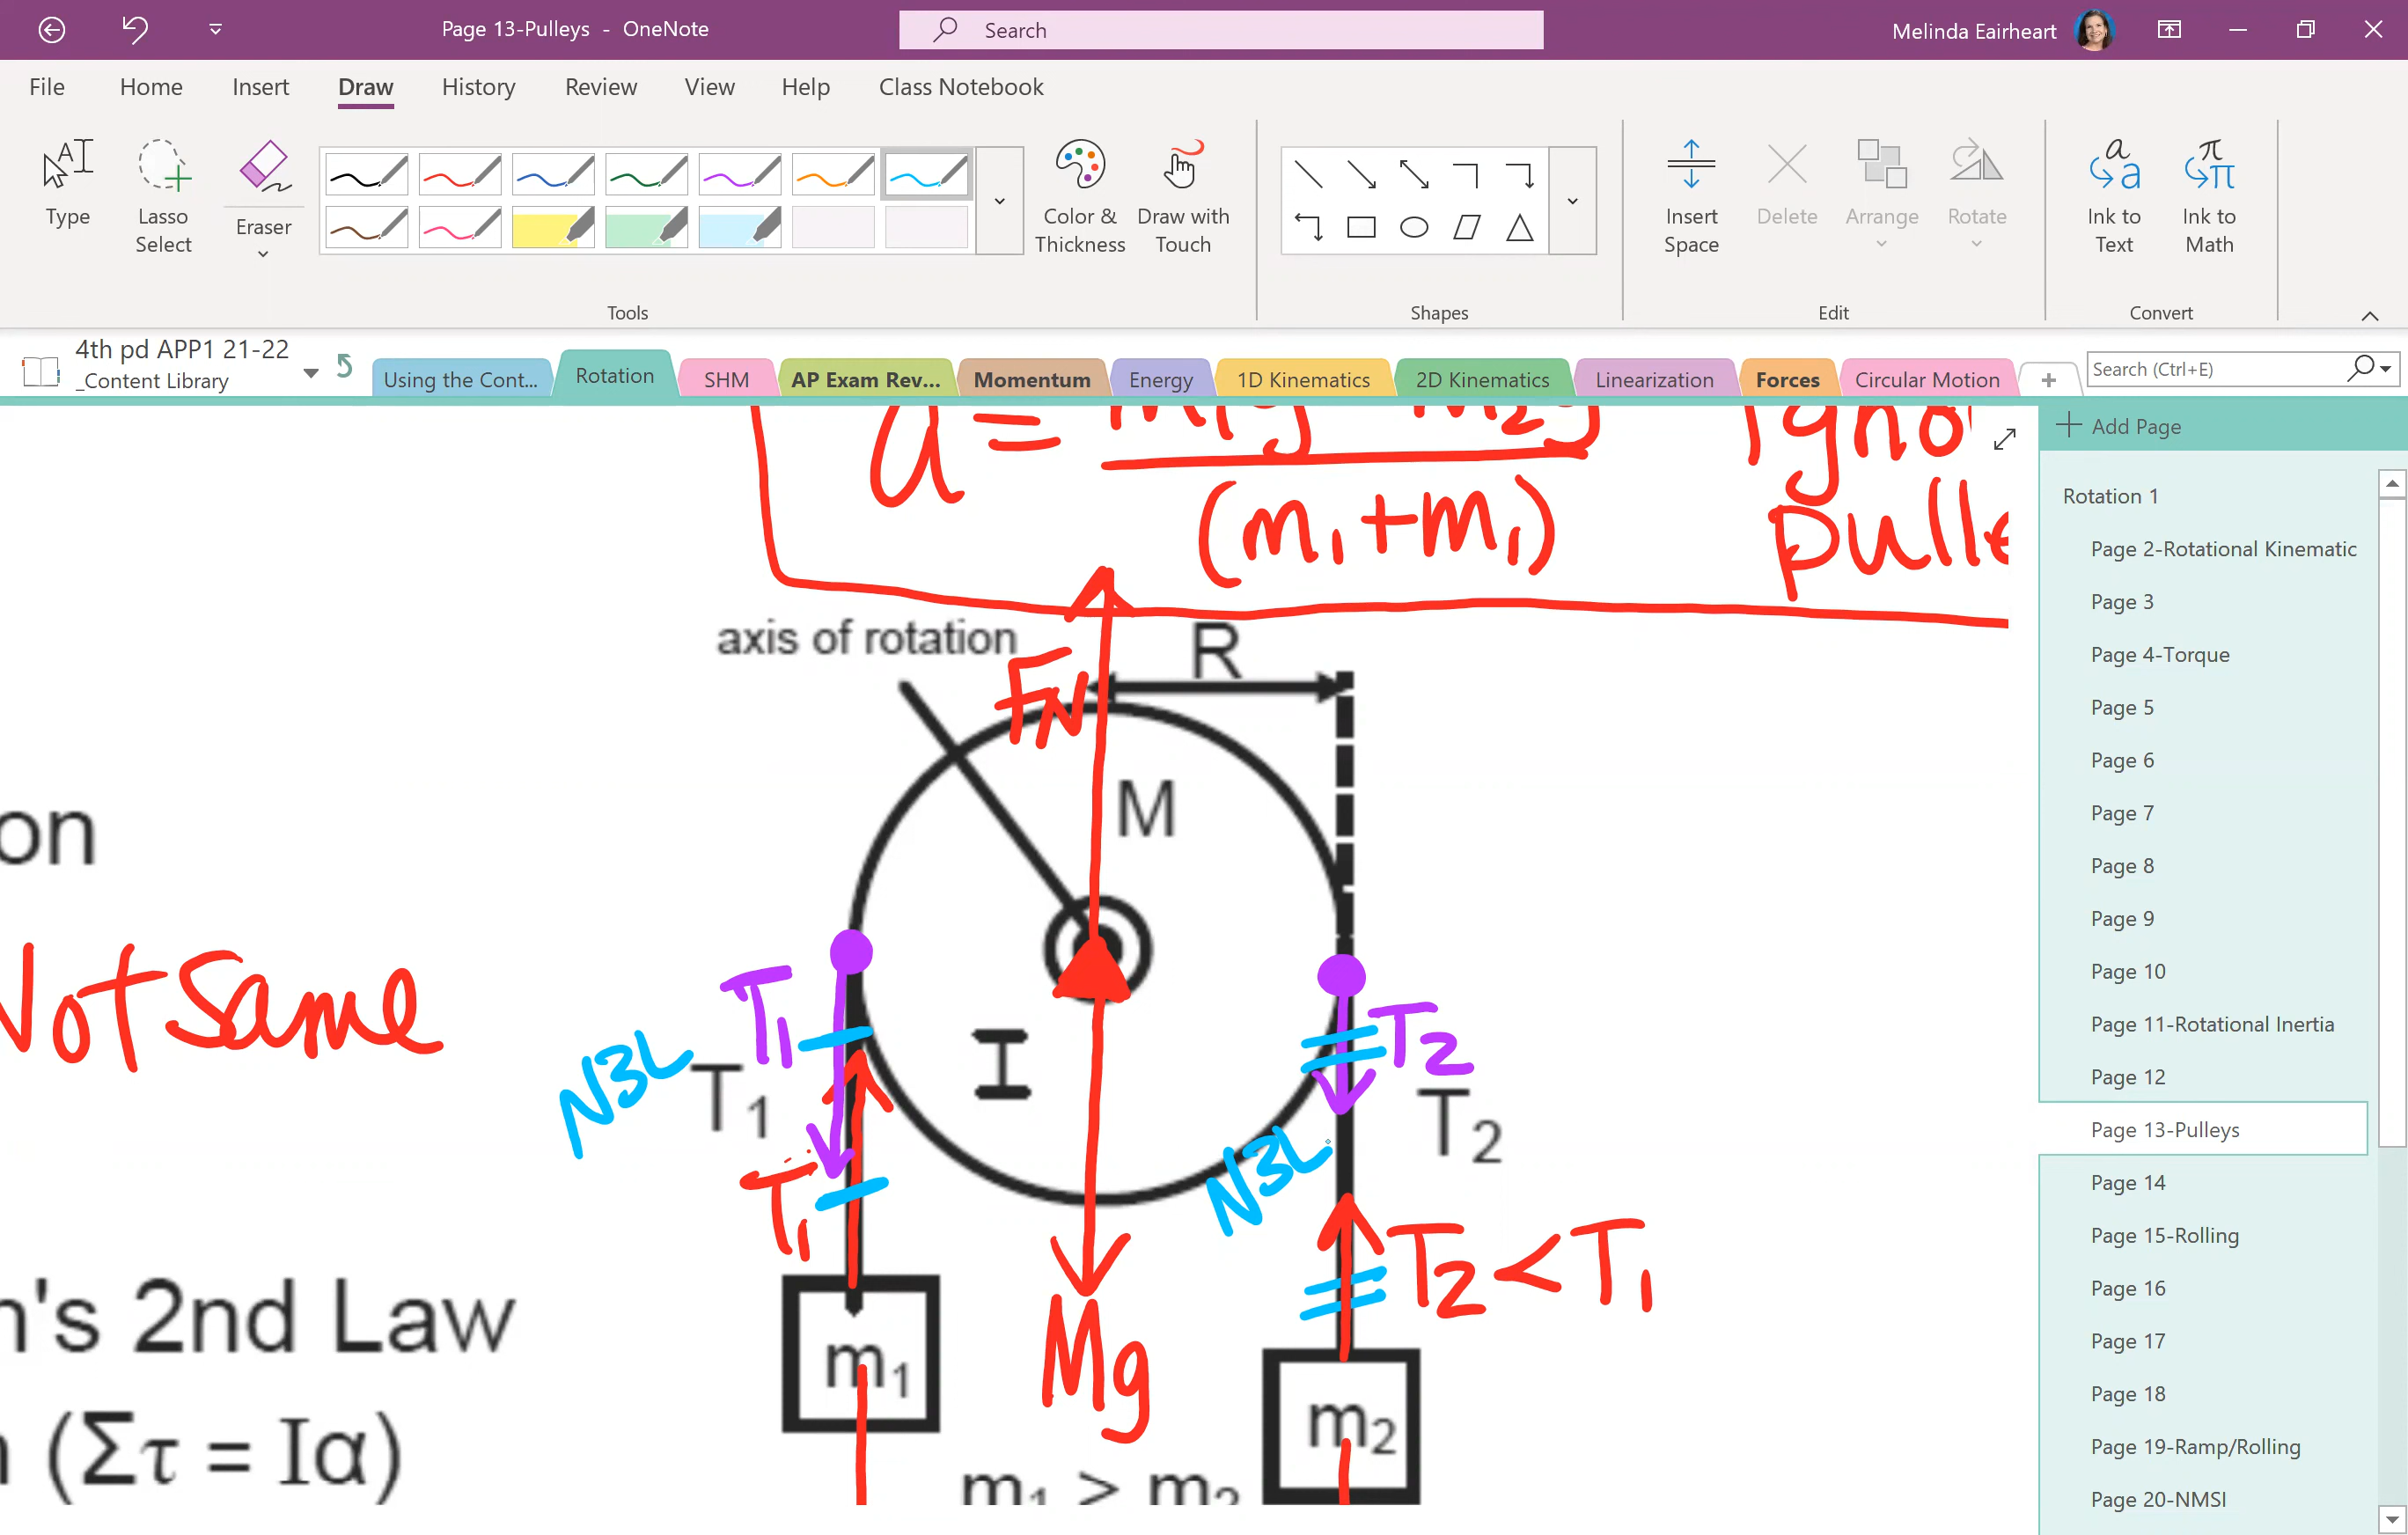 Page 13-Pulleys - OneNote
Search
Melinda Eairheart
File Home Insert Draw History Review View Help Class Notebook
Type
Lasso Select
Eraser
Color & Thickness
Draw with Touch
Insert Space
Delete
Arrange
Rotate
Ink to Text
Ink to Math
Tools
Shapes
Edit
Convert
4th pd APP1 21-22
_Content Library
Using the Cont... Rotation SHM AP Exam Rev... Momentum Energy 1D Kinematics 2D Kinematics Linearization Forces Circular Motion +
Search (Ctrl+E)
Add Page
Rotation 1
Page 2-Rotational Kinematic
Page 3
Page 4-Torque
Page 5
Page 6
Page 7
Page 8
Page 9
Page 10
Page 11-Rotational Inertia
Page 12
Page 13-Pulleys
Page 14
Page 15-Rolling
Page 16
Page 17
Page 18
Page 19-Ramp/Rolling
Page 20-NMSI
a = m₁g m₂g
(m₁+m₁)
axis of rotation
R
FN
M
on
Not same
T₁
T₂
N3L
T₁
I
T₂
N3L
T₁
T₂ < T₁
n's 2nd Law
m₁
Mg
m₂
(Στ = Iα)
m₁ > m₂